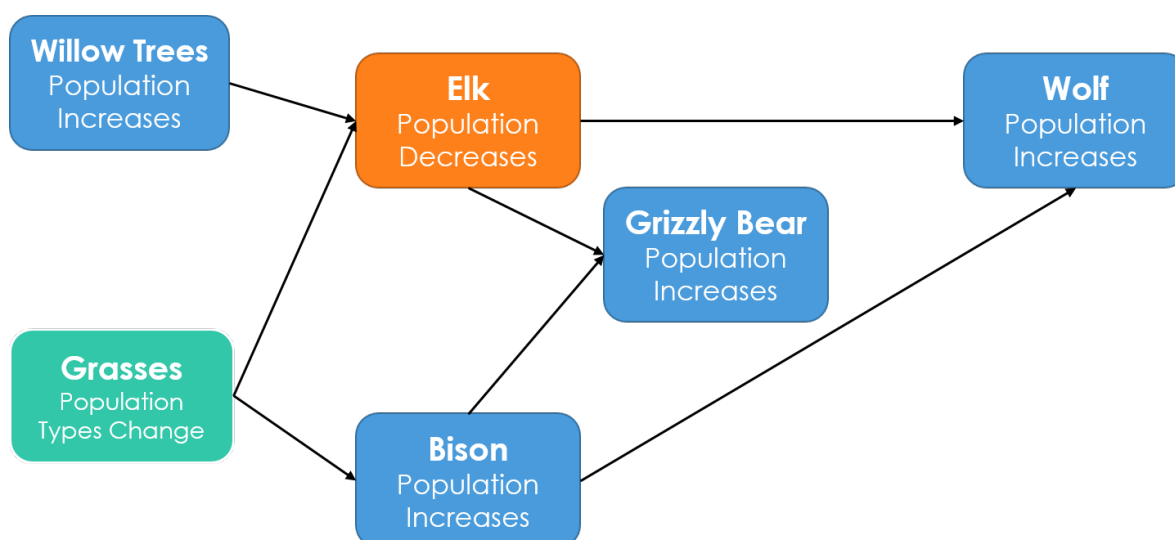 Willow Trees
Population
Increases
Elk
Population
Decreases
Wolf
Population
Increases
Grizzly Bear
Population
Increases
Grasses
Population
Types Change
Bison
Population
Increases